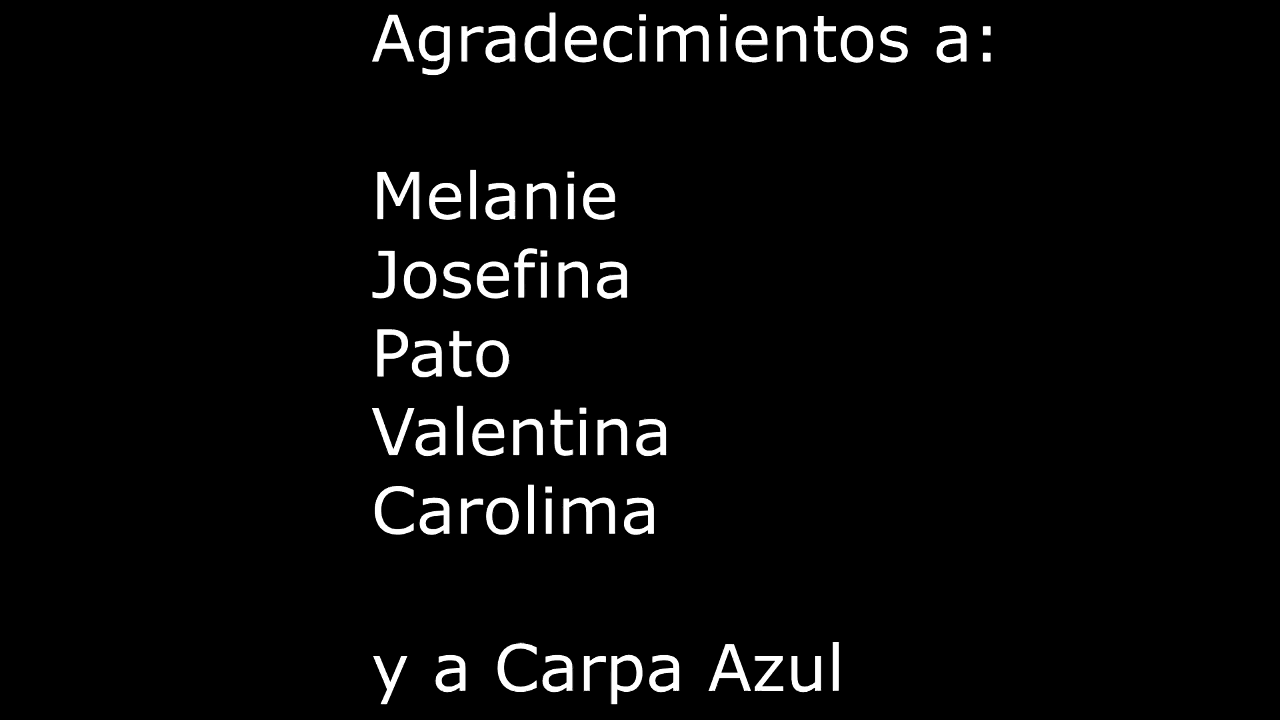 Agradecimientos a:
Melanie
Josefina
Pato
Valentina
Carolima
y a Carpa Azul